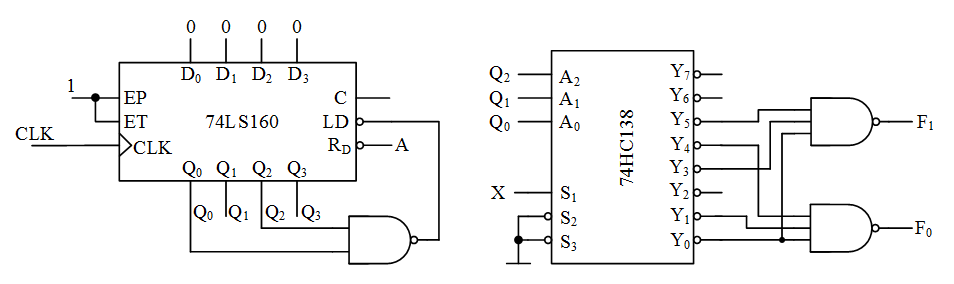 0 0 0 0
D₀ D₁ D₂ D₃
1
EP
C
ET
74LS160
LD
CLK
CLK
R_D
A
Q₀ Q₁ Q₂ Q₃
Q₀ Q₁ Q₂ Q₃
Q₂
A₂
Y₇
Q₁
A₁
Y₆
Q₀
A₀
Y₅
F₁
74HC138
Y₄
Y₃
X
S₁
Y₂
S₂
Y₁
F₀
S₃
Y₀